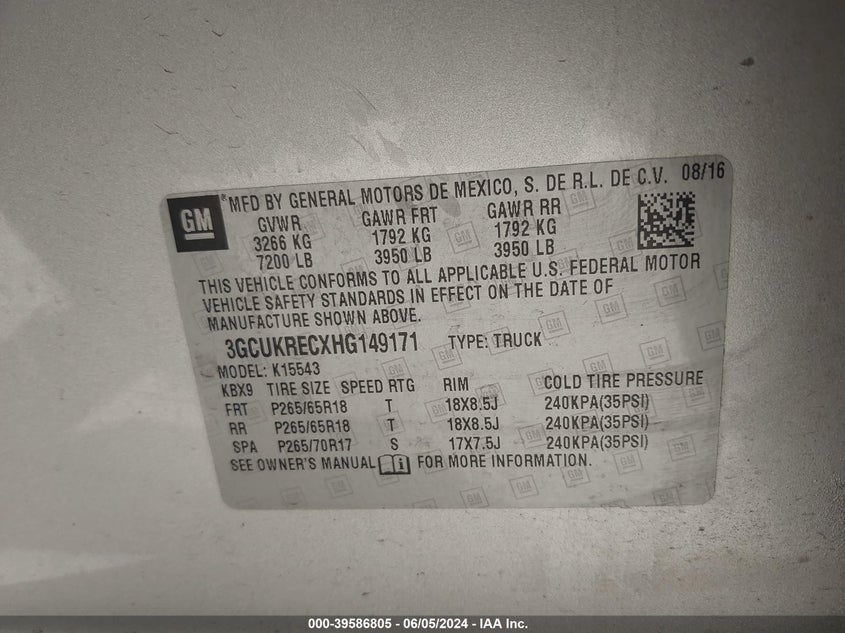 GM
*MFD BY GENERAL MOTORS DE MEXICO, S. DE R.L. DE C.V. 08/16
GVWR GAWR FRT GAWR RR
3266 KG 1792 KG 1792 KG
7200 LB 3950 LB 3950 LB
THIS VEHICLE CONFORMS TO ALL APPLICABLE U.S. FEDERAL MOTOR
VEHICLE SAFETY STANDARDS IN EFFECT ON THE DATE OF
MANUFACTURE SHOWN ABOVE.
3GCUKRECXHG149171 TYPE: TRUCK
MODEL: K15543
KBX9 TIRE SIZE SPEED RTG RIM COLD TIRE PRESSURE
FRT P265/65R18 T 18X8.5J 240KPA(35PSI)
RR P265/65R18 T 18X8.5J 240KPA(35PSI)
SPA P265/70R17 S 17X7.5J 240KPA(35PSI)
SEE OWNER'S MANUAL FOR MORE INFORMATION.
000-39586805 - 06/05/2024 - IAA Inc.